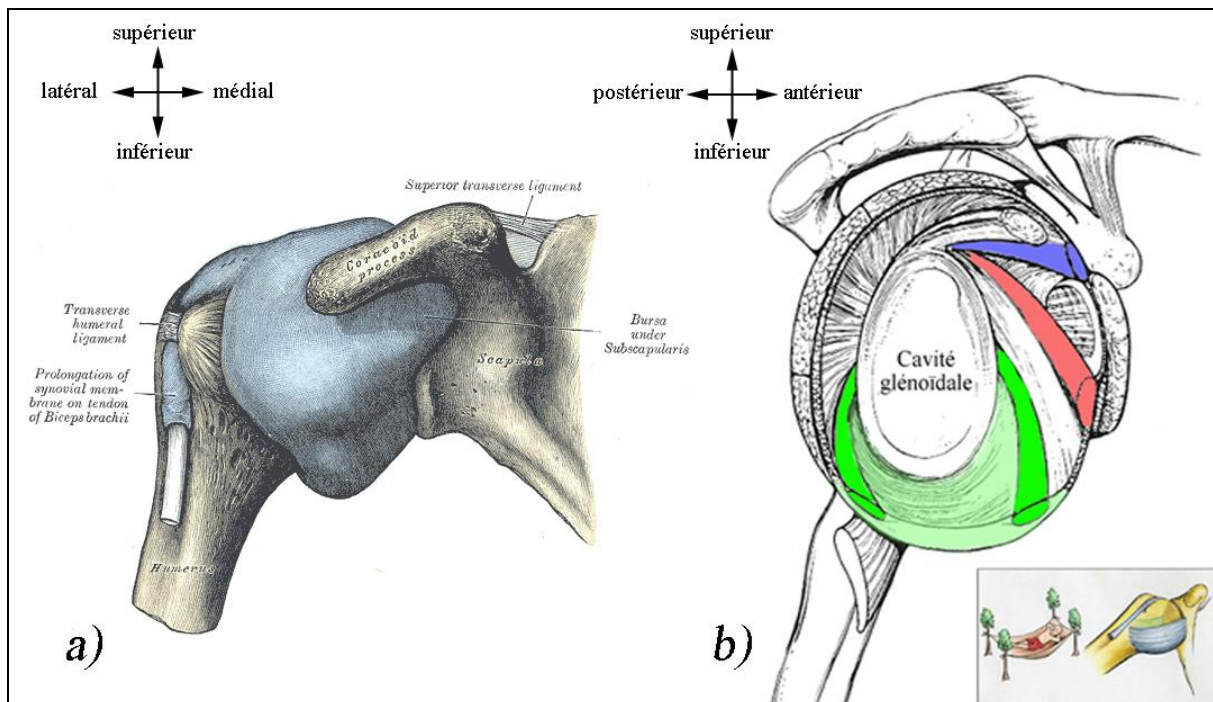 supérieur
latéral
médial
inférieur
Superior transverse ligament
Coracoid
process
Transverse
humeral
ligament
Prolongation of
synovial mem-
brane on tendon
of Biceps brachii
Bursa
under
Subscapularis
Scapula
Humerus
a)
supérieur
postérieur
antérieur
inférieur
Cavité
glénoïdale
b)